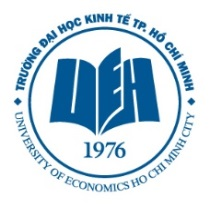 TRƯỜNG ĐẠI HỌC KINH TẾ TP. HỒ CHÍ MINH
UEH
1976
UNIVERSITY OF ECONOMICS HO CHI MINH CITY